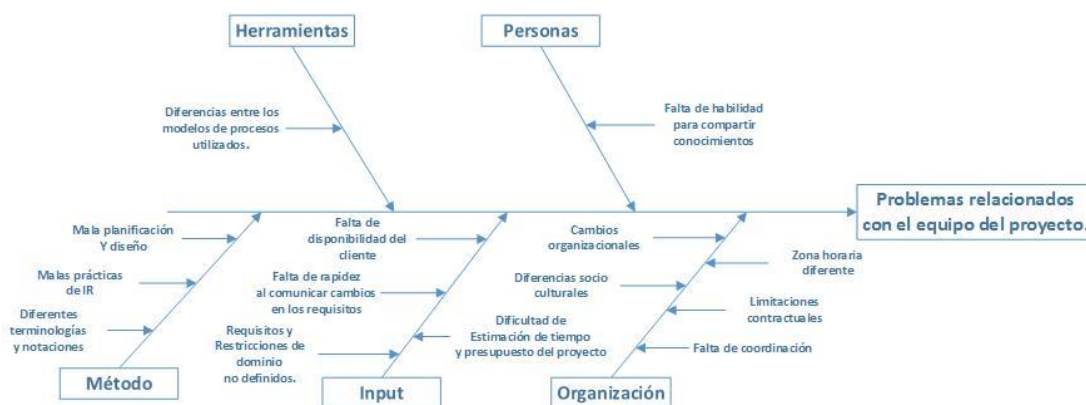 Herramientas
Personas
Diferencias entre los
modelos de procesos
utilizados.
Falta de habilidad
para compartir
conocimientos
Problemas relacionados
con el equipo del proyecto.
Mala planificación
Y diseño
Malas prácticas
de IR
Diferentes
terminologías
y notaciones
Método
Falta de
disponibilidad del
cliente
Falta de rapidez
al comunicar cambios
en los requisitos
Requisitos y
Restricciones de
dominio
no definidos.
Dificultad de
Estimación de tiempo
y presupuesto del proyecto
Input
Cambios
organizacionales
Diferencias socio
culturales
Zona horaria
diferente
Limitaciones
contractuales
Falta de coordinación
Organización